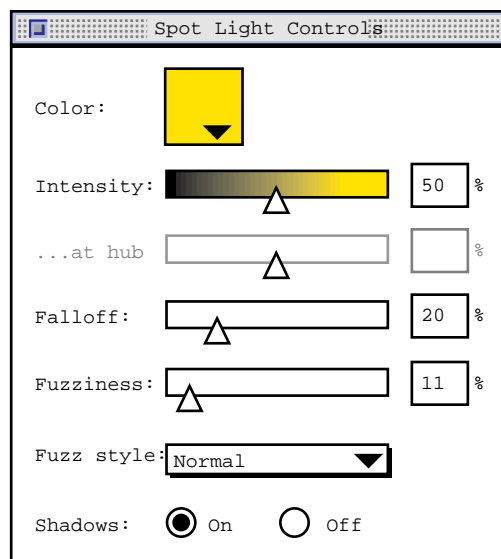 Spot Light Controls
Color:
Intensity: 50 %
...at hub %
Falloff: 20 %
Fuzziness: 11 %
Fuzz style: Normal
Shadows: On Off